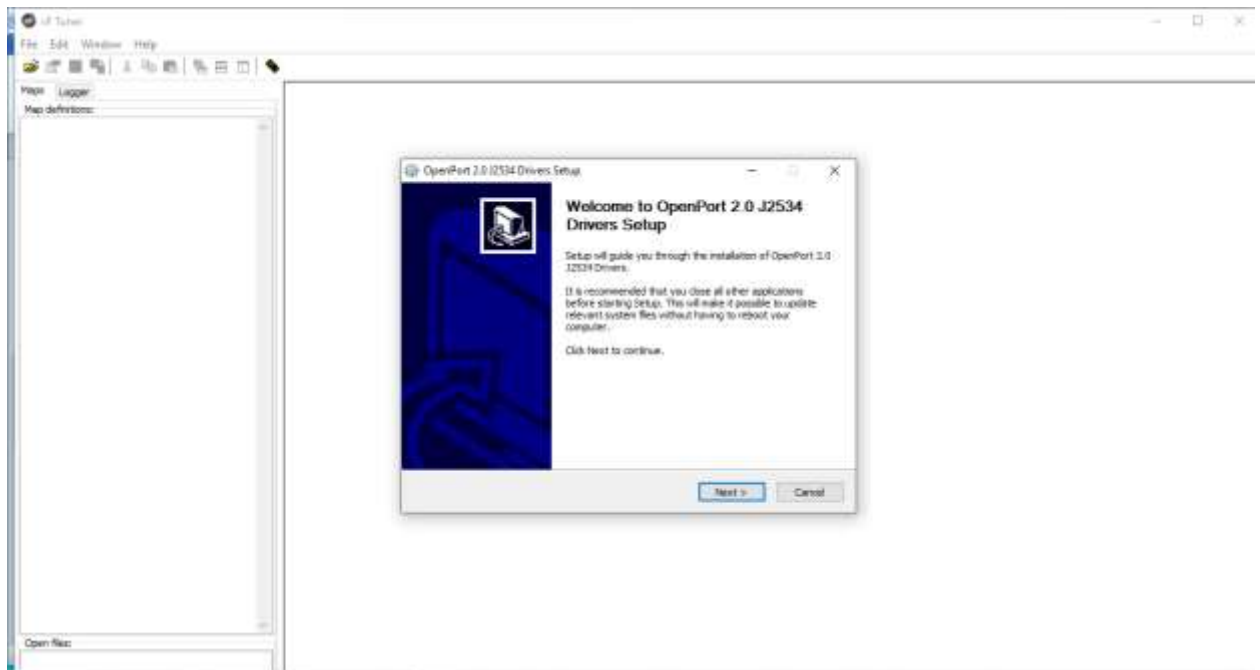 vF Tuner
File Edit Window Help
Maps Logger
Map definitions:
OpenPort 2.0 J2534 Drivers Setup
Welcome to OpenPort 2.0 J2534
Drivers Setup
Setup will guide you through the installation of OpenPort 2.0
J2534 Drivers.
It is recommended that you close all other applications
before starting Setup. This will make it possible to update
relevant system files without having to reboot your
computer.
Click Next to continue.
Next > Cancel
Open files: